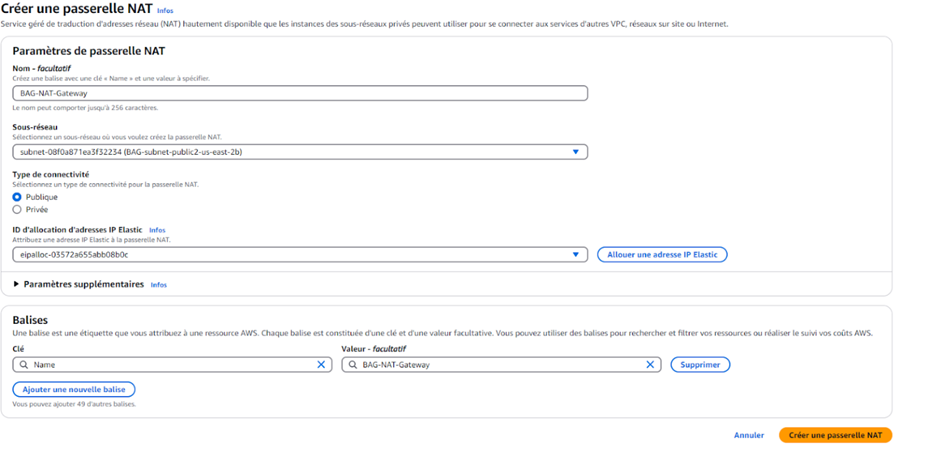 Créer une passerelle NAT Infos
Service géré de traduction d'adresses réseau (NAT) hautement disponible que les instances des sous-réseaux privés peuvent utiliser pour se connecter aux services d'autres VPC, réseaux sur site ou Internet.
Paramètres de passerelle NAT
Nom - facultatif
Créez une balise avec une clé « Name » et une valeur à spécifier.
BAG-NAT-Gateway
Le nom peut comporter jusqu'à 256 caractères.
Sous-réseau
Sélectionnez un sous-réseau où vous voulez créez la passerelle NAT.
subnet-08f0a871ea3f32234 (BAG-subnet-public2-us-east-2b)
Type de connectivité
Sélectionnez un type de connectivité pour la passerelle NAT.
Publique
Privée
ID d'allocation d'adresses IP Elastic Infos
Attribuez une adresse IP Elastic à la passerelle NAT.
eipalloc-03572a655abb08b0c
Allouer une adresse IP Elastic
Paramètres supplémentaires Infos
Balises
Une balise est une étiquette que vous attribuez à une ressource AWS. Chaque balise est constituée d'une clé et d'une valeur facultative. Vous pouvez utiliser des balises pour rechercher et filtrer vos ressources ou réaliser le suivi vos coûts AWS.
Clé Valeur - facultatif
Name BAG-NAT-Gateway Supprimer
Ajouter une nouvelle balise
Vous pouvez ajouter 49 d'autres balises.
Annuler Créer une passerelle NAT